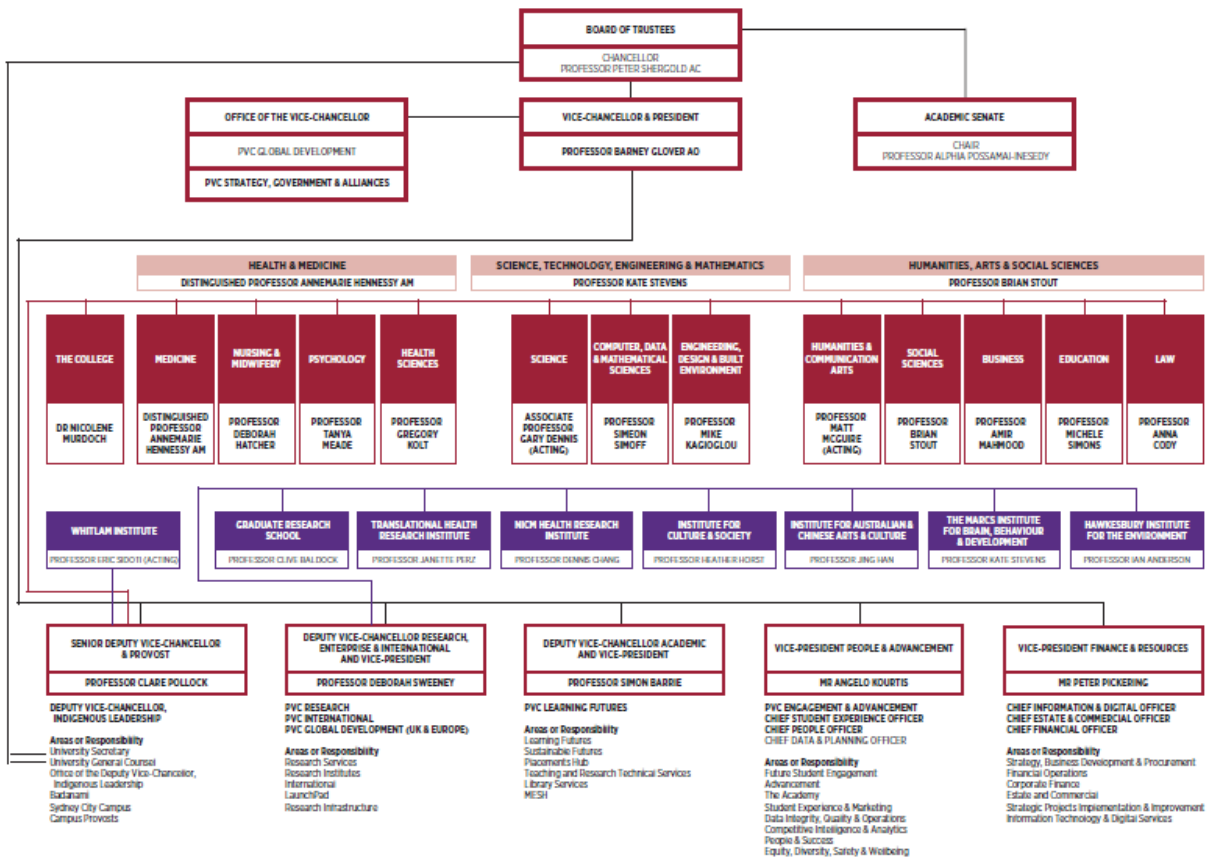 BOARD OF TRUSTEES
CHANCELLOR
PROFESSOR PETER SHERGOLD AC
OFFICE OF THE VICE-CHANCELLOR
PVC GLOBAL DEVELOPMENT
PVC STRATEGY, GOVERNMENT & ALLIANCES
VICE-CHANCELLOR & PRESIDENT
PROFESSOR BARNEY GLOVER AO
ACADEMIC SENATE
CHAIR
PROFESSOR ALPHIA POSSAMAI-INESEDY
HEALTH & MEDICINE
DISTINGUISHED PROFESSOR ANNEMARIE HENNESSY AM
SCIENCE, TECHNOLOGY, ENGINEERING & MATHEMATICS
PROFESSOR KATE STEVENS
HUMANITIES, ARTS & SOCIAL SCIENCES
PROFESSOR BRIAN STOUT
THE COLLEGE
DR NICOLENE
MURDOCH
MEDICINE
DISTINGUISHED
PROFESSOR
ANNEMARIE
HENNESSY AM
NURSING &
MIDWIFERY
PROFESSOR
DEBORAH
HATCHER
PSYCHOLOGY
PROFESSOR
TANYA
MEADE
HEALTH
SCIENCES
PROFESSOR
GREGORY
KOLT
SCIENCE
ASSOCIATE
PROFESSOR
GARY DENNIS
(ACTING)
COMPUTER, DATA
& MATHEMATICAL
SCIENCES
PROFESSOR
SIMEON
SIMOFF
ENGINEERING,
DESIGN & BUILT
ENVIRONMENT
PROFESSOR
MIKE
KAGIOGLOU
HUMANITIES &
COMMUNICATION
ARTS
PROFESSOR
MATT
MCGUIRE
(ACTING)
SOCIAL
SCIENCES
PROFESSOR
BRIAN
STOUT
BUSINESS
PROFESSOR
AMIR
MAHMOOD
EDUCATION
PROFESSOR
MICHELE
SIMONS
LAW
PROFESSOR
ANNA
CODY
WHITLAM INSTITUTE
PROFESSOR ERIC SIDOTI (ACTING)
GRADUATE RESEARCH
SCHOOL
PROFESSOR CLIVE BALDOCK
TRANSLATIONAL HEALTH
RESEARCH INSTITUTE
PROFESSOR JANETTE PERZ
NICM HEALTH RESEARCH
INSTITUTE
PROFESSOR DENNIS CHANG
INSTITUTE FOR
CULTURE & SOCIETY
PROFESSOR HEATHER HORST
INSTITUTE FOR AUSTRALIAN &
CHINESE ARTS & CULTURE
PROFESSOR JING HAN
THE MARCS INSTITUTE
FOR BRAIN, BEHAVIOUR
& DEVELOPMENT
PROFESSOR KATE STEVENS
HAWKESBURY INSTITUTE
FOR THE ENVIRONMENT
PROFESSOR IAN ANDERSON
SENIOR DEPUTY VICE-CHANCELLOR
& PROVOST
PROFESSOR CLARE POLLOCK
DEPUTY VICE-CHANCELLOR,
INDIGENOUS LEADERSHIP
Areas or Responsibility
University Secretary
University General Counsel
Office of the Deputy Vice-Chancellor,
Indigenous Leadership
Badanami
Sydney City Campus
Campus Provosts
DEPUTY VICE-CHANCELLOR RESEARCH,
ENTERPRISE & INTERNATIONAL
AND VICE-PRESIDENT
PROFESSOR DEBORAH SWEENEY
PVC RESEARCH
PVC INTERNATIONAL
PVC GLOBAL DEVELOPMENT (UK & EUROPE)
Areas or Responsibility
Research Services
Research Institutes
International
LaunchPad
Research Infrastructure
DEPUTY VICE-CHANCELLOR ACADEMIC
AND VICE-PRESIDENT
PROFESSOR SIMON BARRIE
PVC LEARNING FUTURES
Areas or Responsibility
Learning Futures
Sustainable Futures
Placements Hub
Teaching and Research Technical Services
Library Services
MESH
VICE-PRESIDENT PEOPLE & ADVANCEMENT
MR ANGELO KOURTIS
PVC ENGAGEMENT & ADVANCEMENT
CHIEF STUDENT EXPERIENCE OFFICER
CHIEF PEOPLE OFFICER
CHIEF DATA & PLANNING OFFICER
Areas or Responsibility
Future Student Engagement
Advancement
The Academy
Student Experience & Marketing
Data Integrity, Quality & Operations
Competitive Intelligence & Analytics
People & Success
Equity, Diversity, Safety & Wellbeing
VICE-PRESIDENT FINANCE & RESOURCES
MR PETER PICKERING
CHIEF INFORMATION & DIGITAL OFFICER
CHIEF ESTATE & COMMERCIAL OFFICER
CHIEF FINANCIAL OFFICER
Areas or Responsibility
Strategy, Business Development & Procurement
Financial Operations
Corporate Finance
Estate and Commercial
Strategic Projects Implementation & Improvement
Information Technology & Digital Services